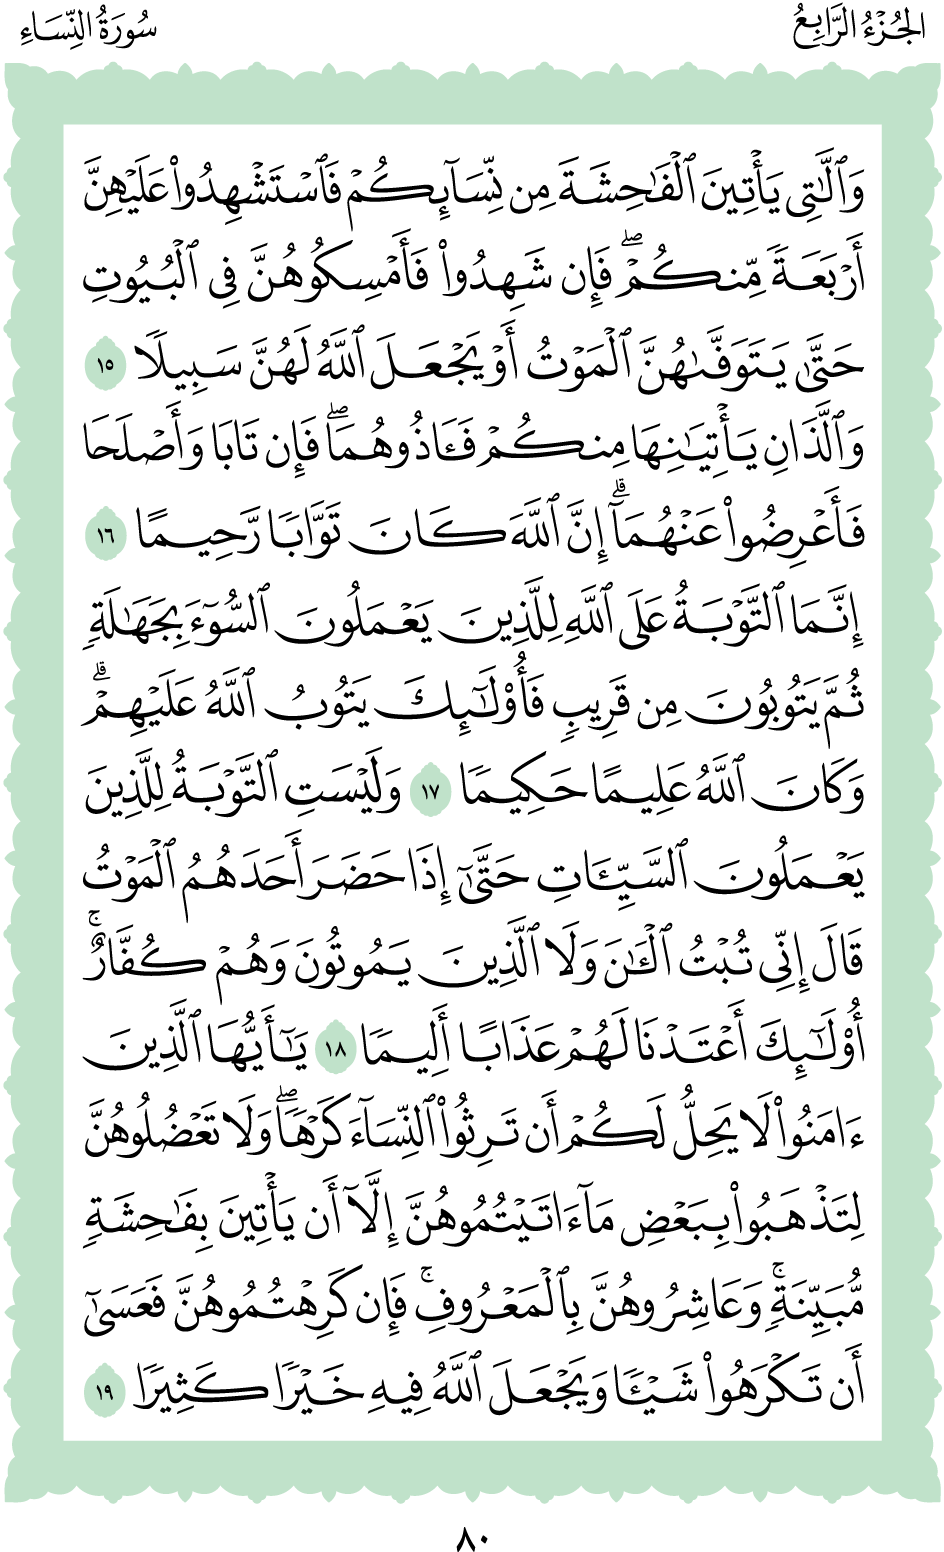 الجُزْءُ الرَّابِعُ
سُورَةُ النِّسَاءِ
وَٱلَّٰتِى يَأْتِينَ ٱلْفَٰحِشَةَ مِن نِّسَآئِكُمْ فَٱسْتَشْهِدُوا۟ عَلَيْهِنَّ
أَرْبَعَةً مِّنكُمْ ۖ فَإِن شَهِدُوا۟ فَأَمْسِكُوهُنَّ فِى ٱلْبُيُوتِ
حَتَّىٰ يَتَوَفَّىٰهُنَّ ٱلْمَوْتُ أَوْ يَجْعَلَ ٱللَّهُ لَهُنَّ سَبِيلًا ١٥
وَٱلَّذَانِ يَأْتِيَٰنِهَا مِنكُمْ فَـَٔاذُوهُمَا ۖ فَإِن تَابَا وَأَصْلَحَا
فَأَعْرِضُوا۟ عَنْهُمَآ ۗ إِنَّ ٱللَّهَ كَانَ تَوَّابًا رَّحِيمًا ١٦
إِنَّمَا ٱلتَّوْبَةُ عَلَى ٱللَّهِ لِلَّذِينَ يَعْمَلُونَ ٱلسُّوٓءَ بِجَهَٰلَةٍ
ثُمَّ يَتُوبُونَ مِن قَرِيبٍ فَأُو۟لَٰٓئِكَ يَتُوبُ ٱللَّهُ عَلَيْهِمْ ۗ
وَكَانَ ٱللَّهُ عَلِيمًا حَكِيمًا ١٧ وَلَيْسَتِ ٱلتَّوْبَةُ لِلَّذِينَ
يَعْمَلُونَ ٱلسَّيِّـَٔاتِ حَتَّىٰٓ إِذَا حَضَرَ أَحَدَهُمُ ٱلْمَوْتُ
قَالَ إِنِّى تُبْتُ ٱلْـَٰٔنَ وَلَا ٱلَّذِينَ يَمُوتُونَ وَهُمْ كُفَّارٌ ۚ
أُو۟لَٰٓئِكَ أَعْتَدْنَا لَهُمْ عَذَابًا أَلِيمًا ١٨ يَٰٓأَيُّهَا ٱلَّذِينَ
ءَامَنُوا۟ لَا يَحِلُّ لَكُمْ أَن تَرِثُوا۟ ٱلنِّسَآءَ كَرْهًا ۖ وَلَا تَعْضُلُوهُنَّ
لِتَذْهَبُوا۟ بِبَعْضِ مَآ ءَاتَيْتُمُوهُنَّ إِلَّآ أَن يَأْتِينَ بِفَٰحِشَةٍ
مُّبَيِّنَةٍ ۚ وَعَاشِرُوهُنَّ بِٱلْمَعْرُوفِ ۚ فَإِن كَرِهْتُمُوهُنَّ فَعَسَىٰٓ
أَن تَكْرَهُوا۟ شَيْـًٔا وَيَجْعَلَ ٱللَّهُ فِيهِ خَيْرًا كَثِيرًا ١٩
٨٠